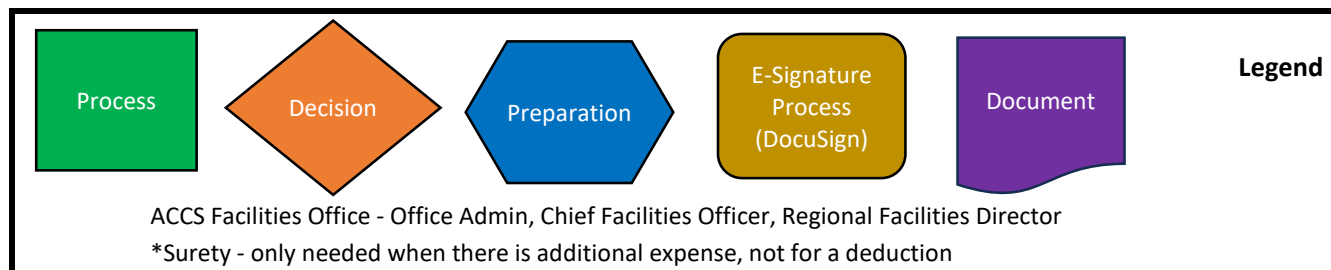 Legend
Process
Decision
Preparation
E-Signature
Process
(DocuSign)
Document
ACCS Facilities Office - Office Admin, Chief Facilities Officer, Regional Facilities Director
*Surety - only needed when there is additional expense, not for a deduction